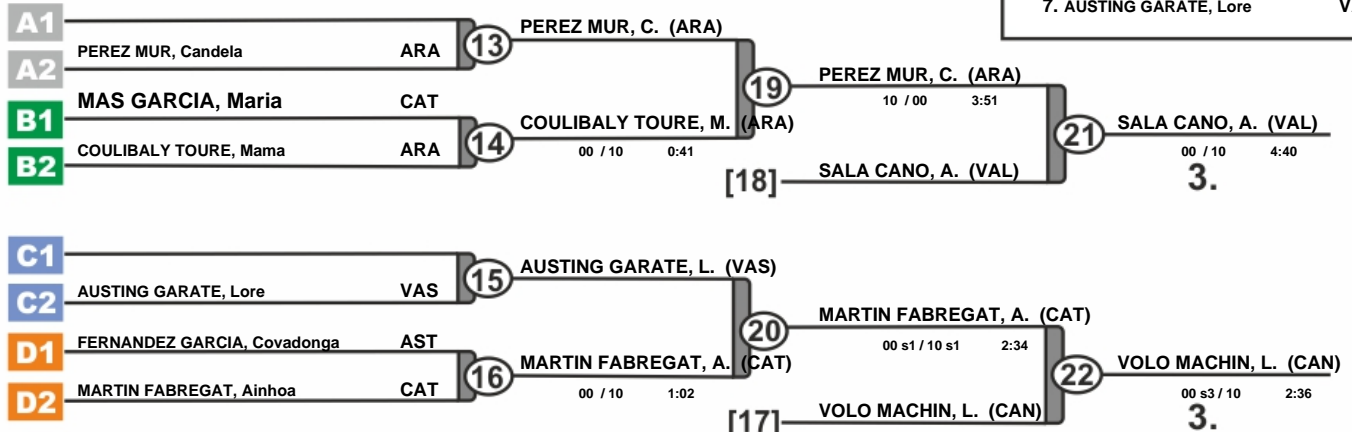 7. AUSTING GARATE, Lore V
A1
PEREZ MUR, Candela ARA
A2
13
PEREZ MUR, C. (ARA)
MAS GARCIA, Maria CAT
B1
COULIBALY TOURE, Mama ARA
B2
14
COULIBALY TOURE, M. (ARA)
00 / 10 0:41
19
PEREZ MUR, C. (ARA)
10 / 00 3:51
[18] SALA CANO, A. (VAL)
21
SALA CANO, A. (VAL)
00 / 10 4:40
3.
C1
AUSTING GARATE, Lore VAS
C2
15
AUSTING GARATE, L. (VAS)
FERNANDEZ GARCIA, Covadonga AST
D1
MARTIN FABREGAT, Ainhoa CAT
D2
16
MARTIN FABREGAT, A. (CAT)
00 / 10 1:02
20
MARTIN FABREGAT, A. (CAT)
00 s1 / 10 s1 2:34
[17] VOLO MACHIN, L. (CAN)
22
VOLO MACHIN, L. (CAN)
00 s3 / 10 2:36
3.